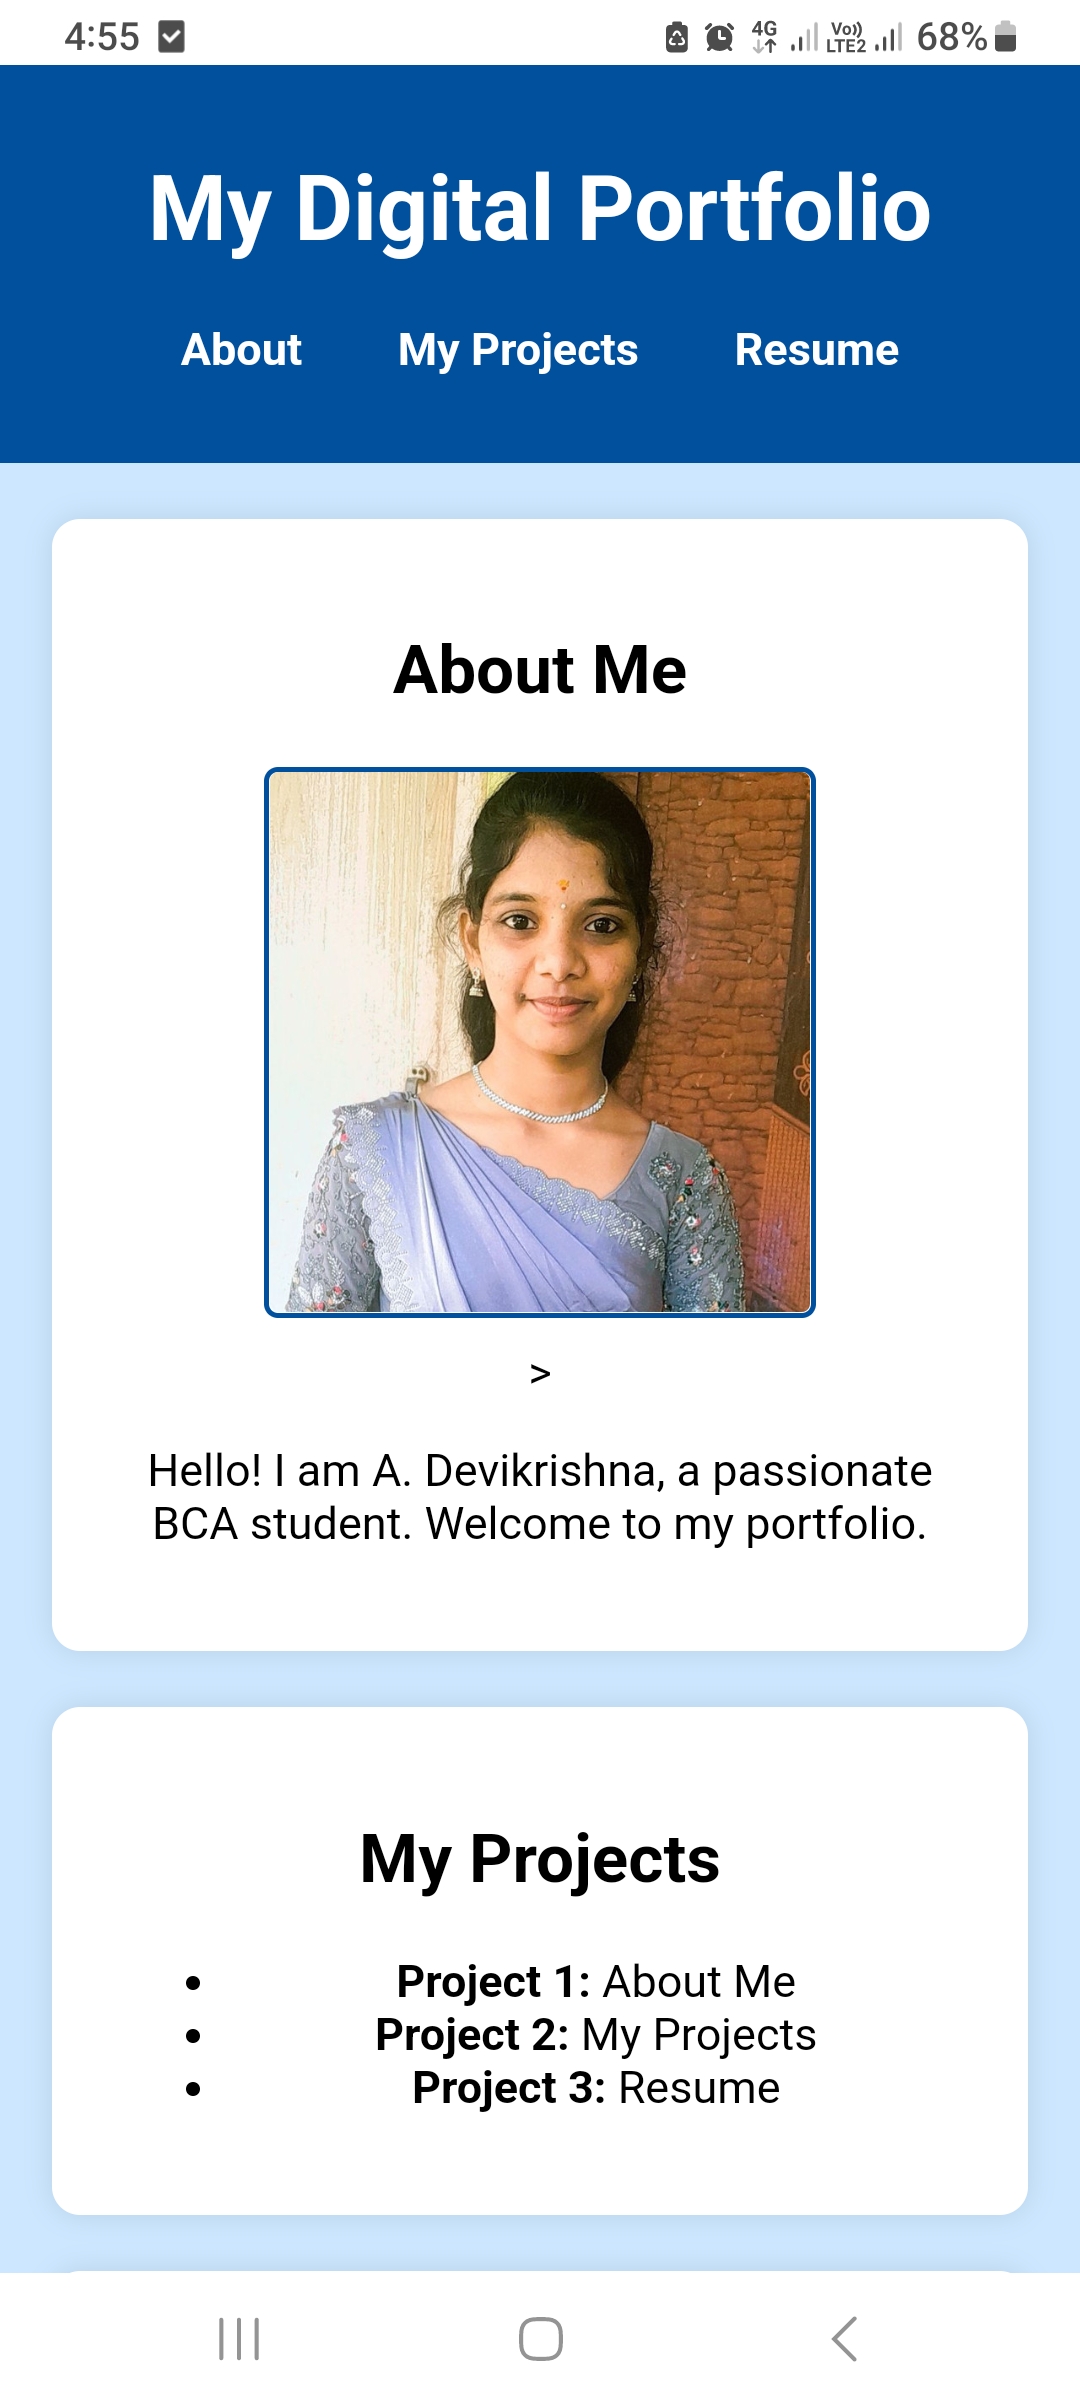 4:55
4G Vo)) LTE2 68%
My Digital Portfolio
About My Projects Resume
About Me
>
Hello! I am A. Devikrishna, a passionate
BCA student. Welcome to my portfolio.
My Projects
• Project 1: About Me
• Project 2: My Projects
• Project 3: Resume